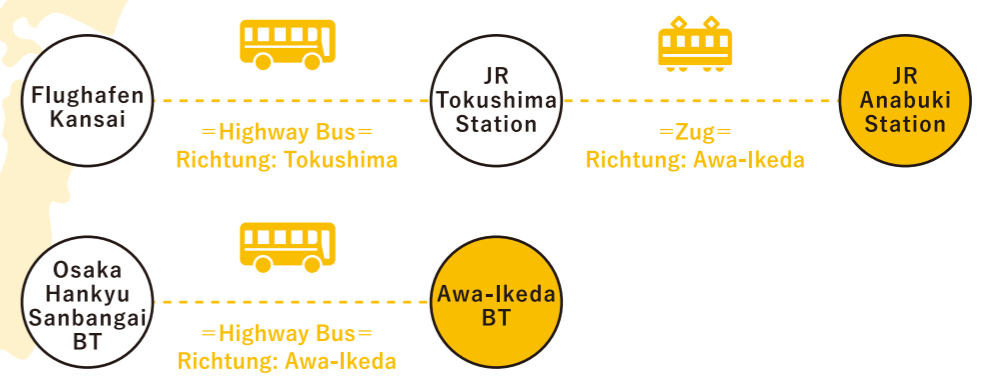 Flughafen
Kansai
=Highway Bus=
Richtung: Tokushima
JR
Tokushima
Station
=Zug=
Richtung: Awa-Ikeda
JR
Anabuki
Station
Osaka
Hankyu
Sanbangai
BT
=Highway Bus=
Richtung: Awa-Ikeda
Awa-Ikeda
BT